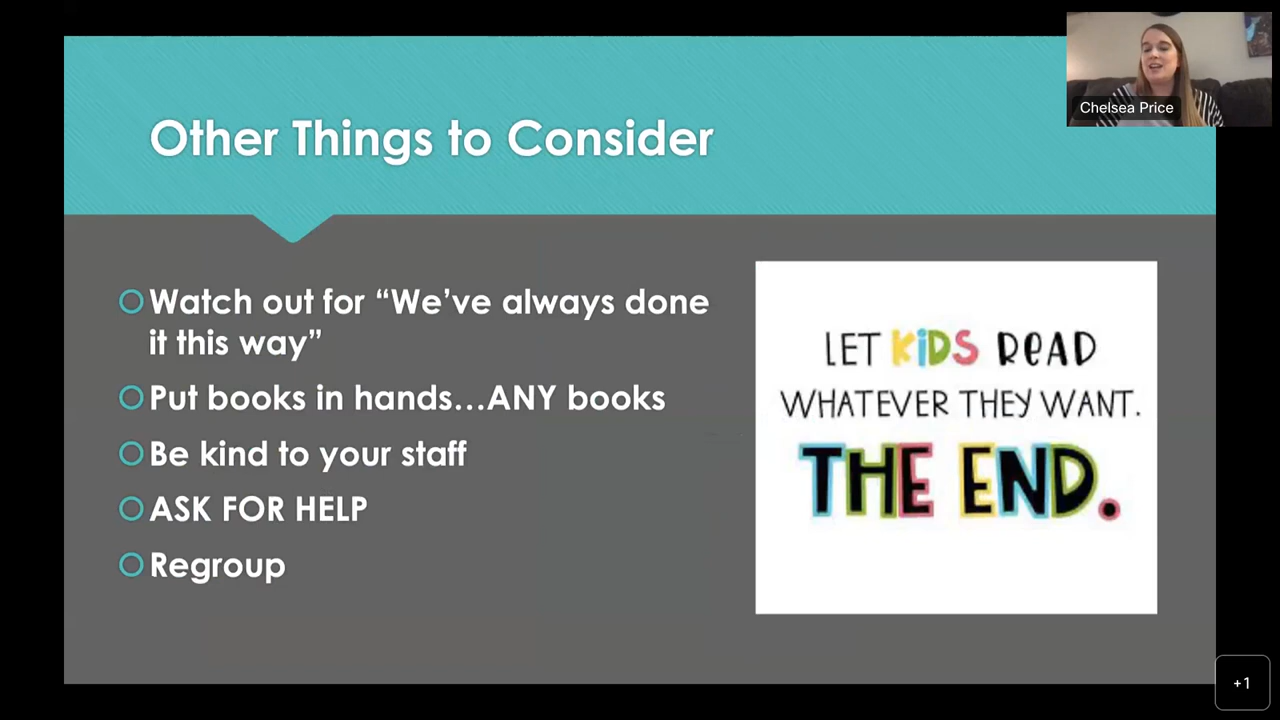 Chelsea Price
Other Things to Consider
Watch out for “We’ve always done
it this way”
Put books in hands...ANY books
Be kind to your staff
ASK FOR HELP
Regroup
LET KiDS ReAD
WHATEVER THEY WANT.
THE END.
+1